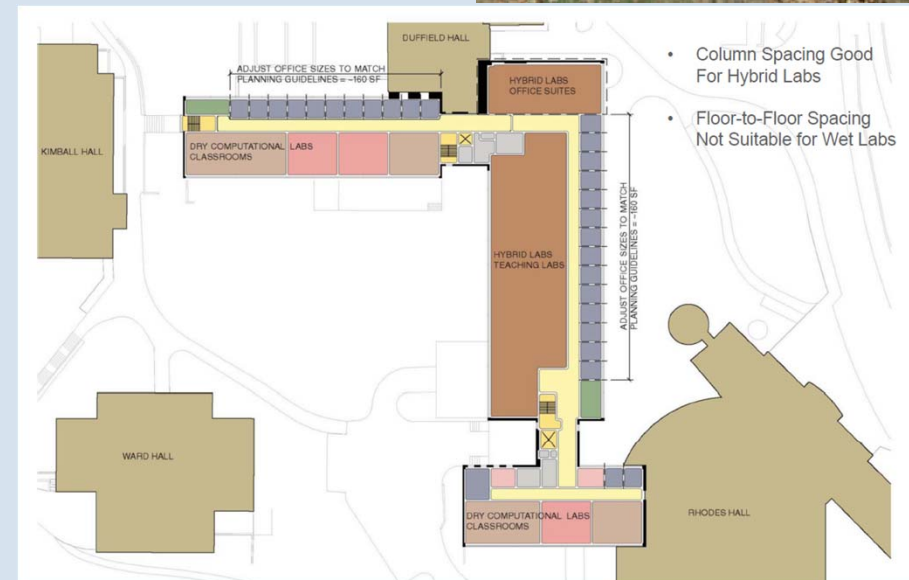 DUFFIELD HALL
ADJUST OFFICE SIZES TO MATCH
PLANNING GUIDELINES = ~160 SF
HYBRID LABS
OFFICE SUITES
• Column Spacing Good
For Hybrid Labs
• Floor-to-Floor Spacing
Not Suitable for Wet Labs
KIMBALL HALL
DRY COMPUTATIONAL LABS
CLASSROOMS
HYBRID LABS
TEACHING LABS
ADJUST OFFICE SIZES TO MATCH
PLANNING GUIDELINES = ~160 SF
WARD HALL
DRY COMPUTATIONAL LABS
CLASSROOMS
RHODES HALL